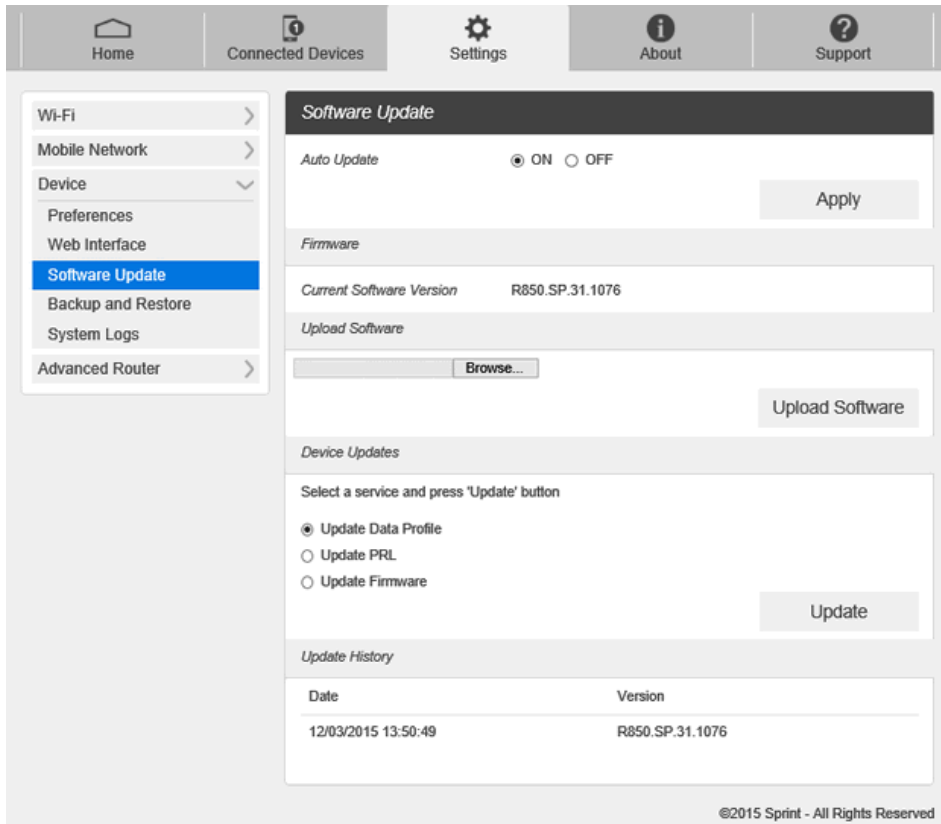 Home
1
Connected Devices
Settings
i
About
?
Support
Wi-Fi
Mobile Network
Device
Preferences
Web Interface
Software Update
Backup and Restore
System Logs
Advanced Router
Software Update
Auto Update ON OFF
Apply
Firmware
Current Software Version R850.SP.31.1076
Upload Software
Browse...
Upload Software
Device Updates
Select a service and press 'Update' button
Update Data Profile
Update PRL
Update Firmware
Update
Update History
Date Version
12/03/2015 13:50:49 R850.SP.31.1076
©2015 Sprint - All Rights Reserved